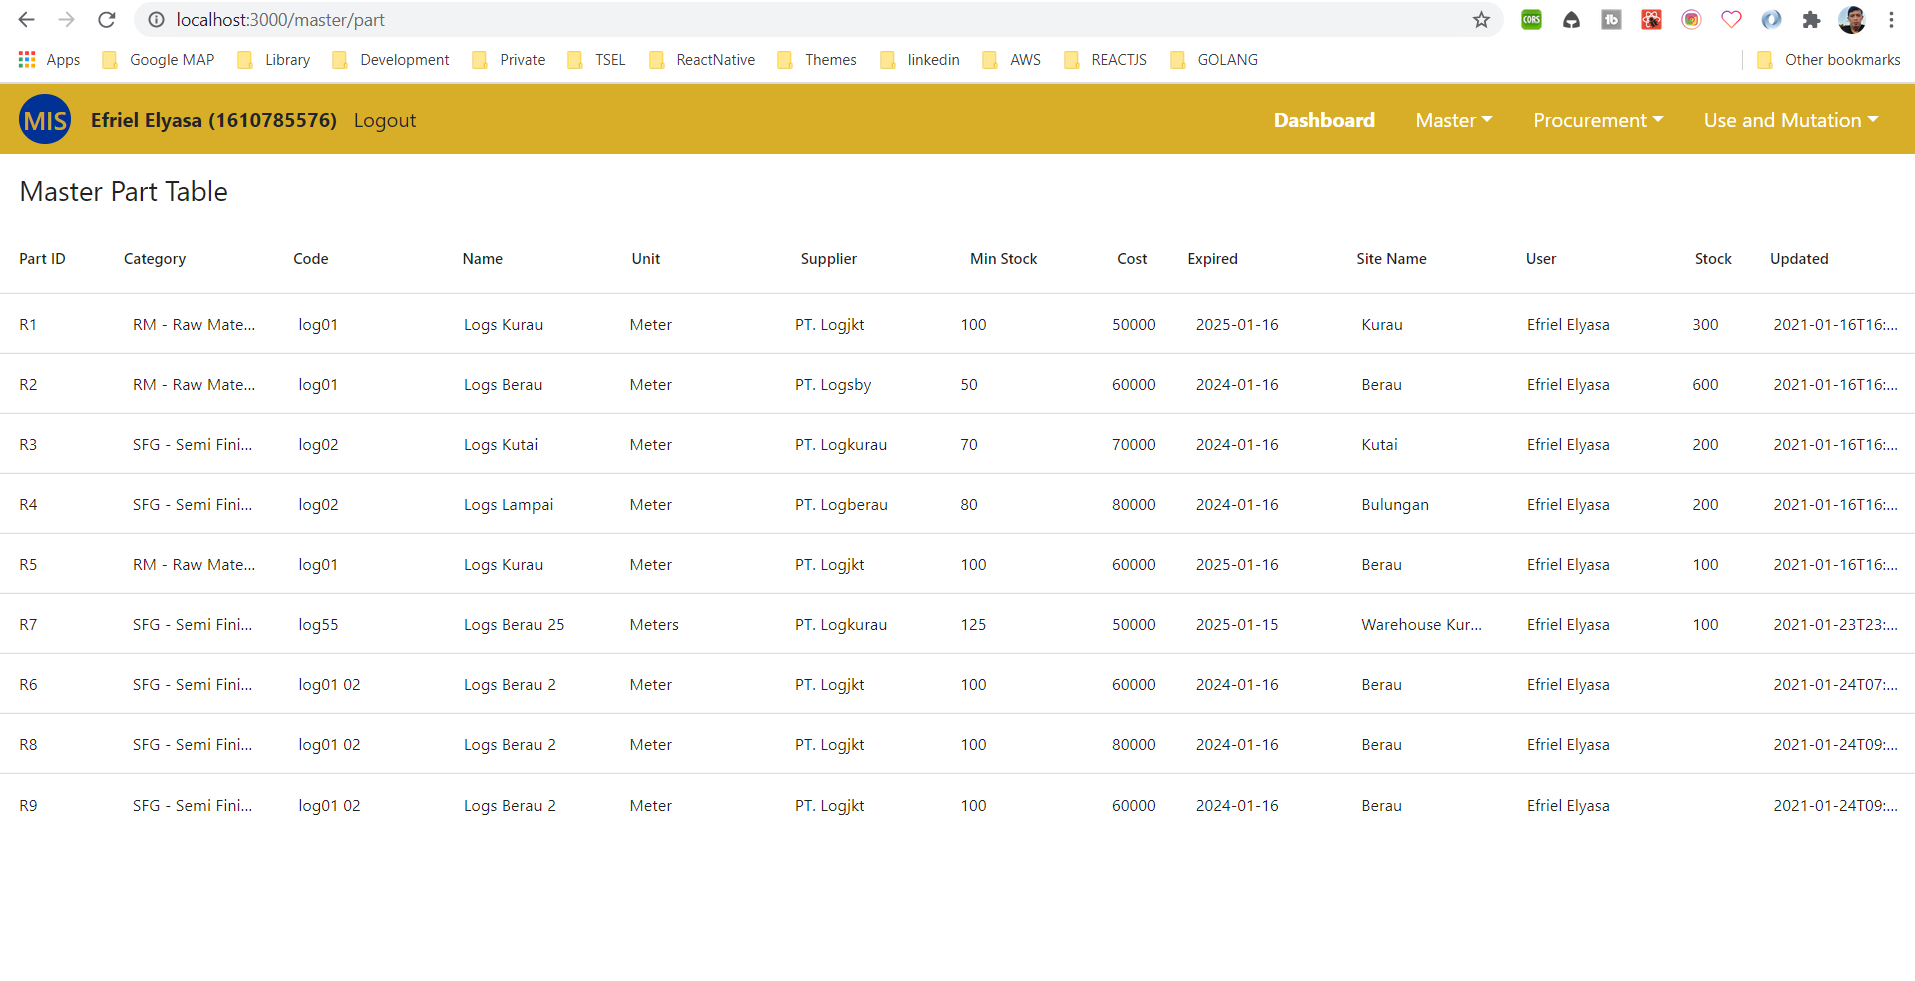 localhost:3000/master/part
Apps Google MAP Library Development Private TSEL ReactNative Themes linkedin AWS REACTJS GOLANG Other bookmarks
MIS Efriel Elyasa (1610785576) Logout Dashboard Master Procurement Use and Mutation
Master Part Table
Part ID Category Code Name Unit Supplier Min Stock Cost Expired Site Name User Stock Updated
R1 RM - Raw Mate... log01 Logs Kurau Meter PT. Logjkt 100 50000 2025-01-16 Kurau Efriel Elyasa 300 2021-01-16T16:...
R2 RM - Raw Mate... log01 Logs Berau Meter PT. Logsby 50 60000 2024-01-16 Berau Efriel Elyasa 600 2021-01-16T16:...
R3 SFG - Semi Fini... log02 Logs Kutai Meter PT. Logkurau 70 70000 2024-01-16 Kutai Efriel Elyasa 200 2021-01-16T16:...
R4 SFG - Semi Fini... log02 Logs Lampai Meter PT. Logberau 80 80000 2024-01-16 Bulungan Efriel Elyasa 200 2021-01-16T16:...
R5 RM - Raw Mate... log01 Logs Kurau Meter PT. Logjkt 100 60000 2025-01-16 Berau Efriel Elyasa 100 2021-01-16T16:...
R7 SFG - Semi Fini... log55 Logs Berau 25 Meters PT. Logkurau 125 50000 2025-01-15 Warehouse Kur... Efriel Elyasa 100 2021-01-23T23:...
R6 SFG - Semi Fini... log01 02 Logs Berau 2 Meter PT. Logjkt 100 60000 2024-01-16 Berau Efriel Elyasa 2021-01-24T07:...
R8 SFG - Semi Fini... log01 02 Logs Berau 2 Meter PT. Logjkt 100 80000 2024-01-16 Berau Efriel Elyasa 2021-01-24T09:...
R9 SFG - Semi Fini... log01 02 Logs Berau 2 Meter PT. Logjkt 100 60000 2024-01-16 Berau Efriel Elyasa 2021-01-24T09:...